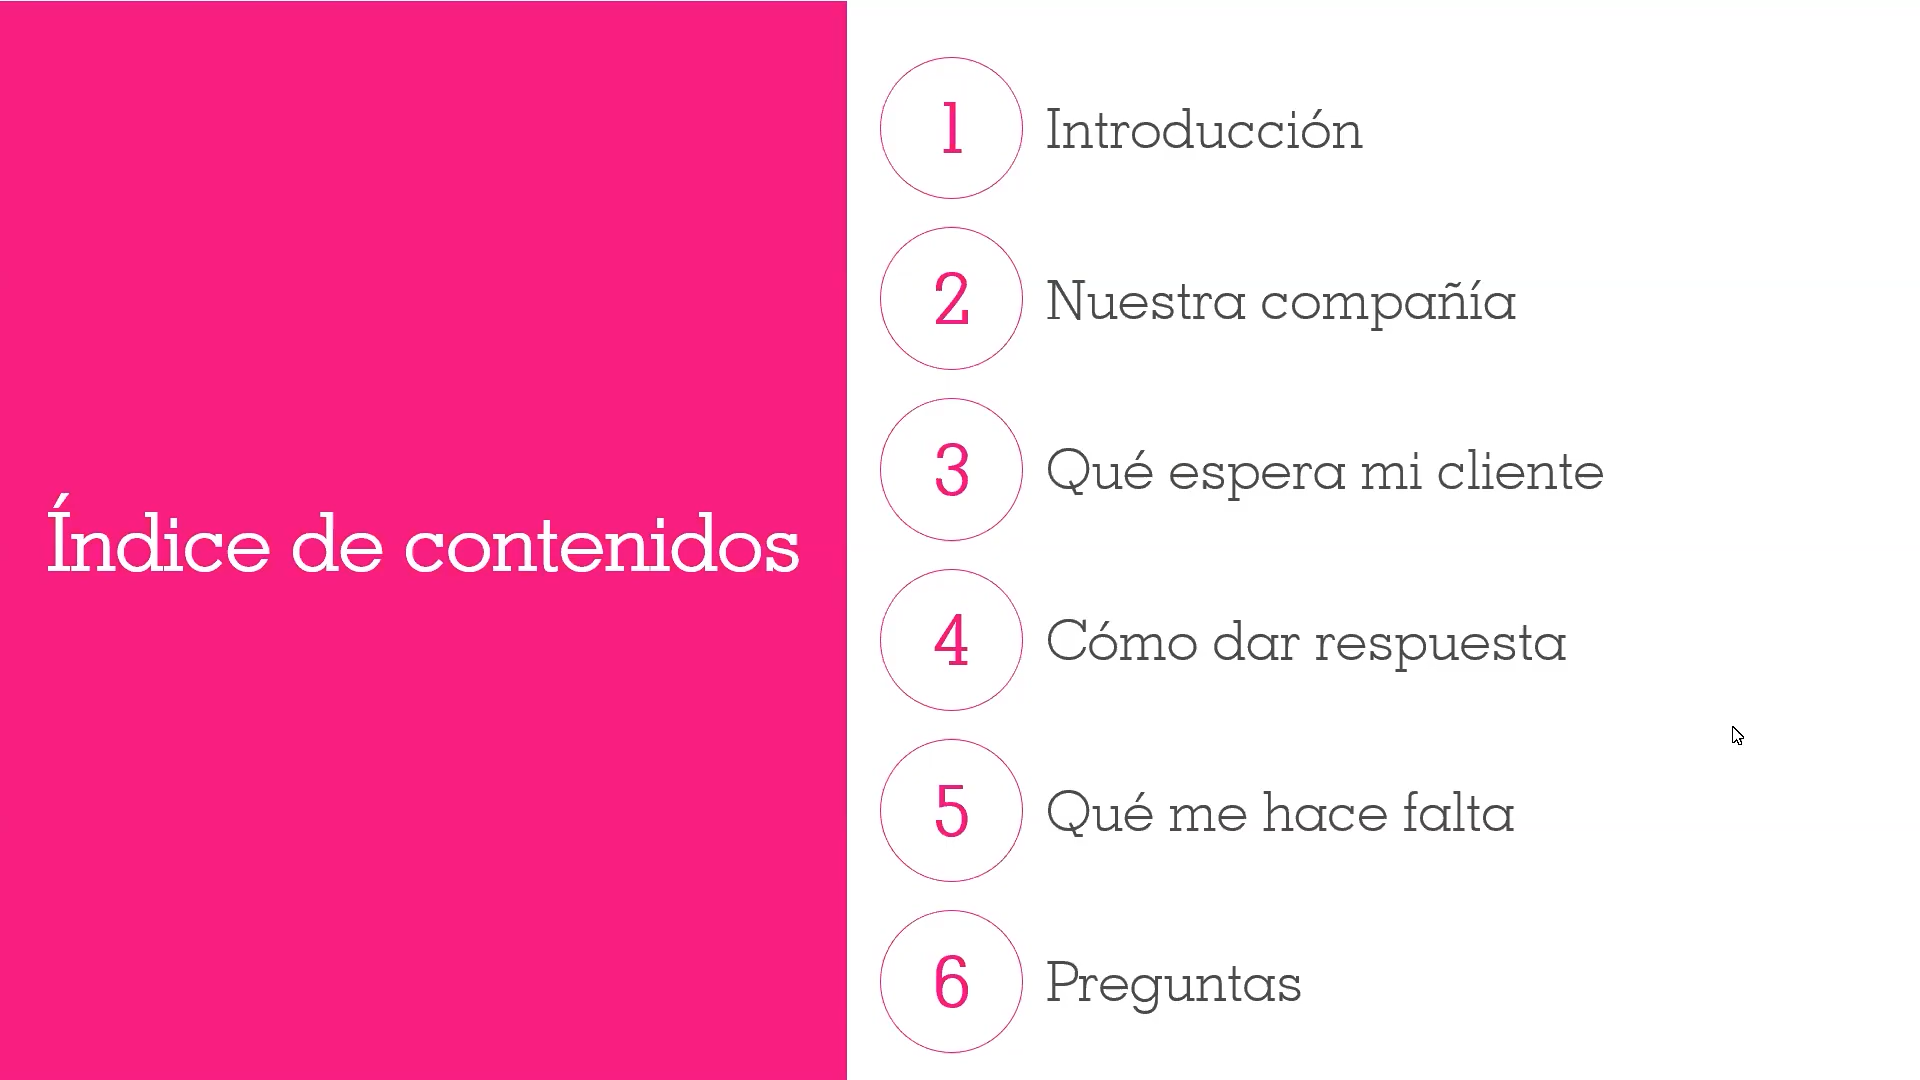 Índice de contenidos
1 Introducción
2 Nuestra compañía
3 Qué espera mi cliente
4 Cómo dar respuesta
5 Qué me hace falta
6 Preguntas